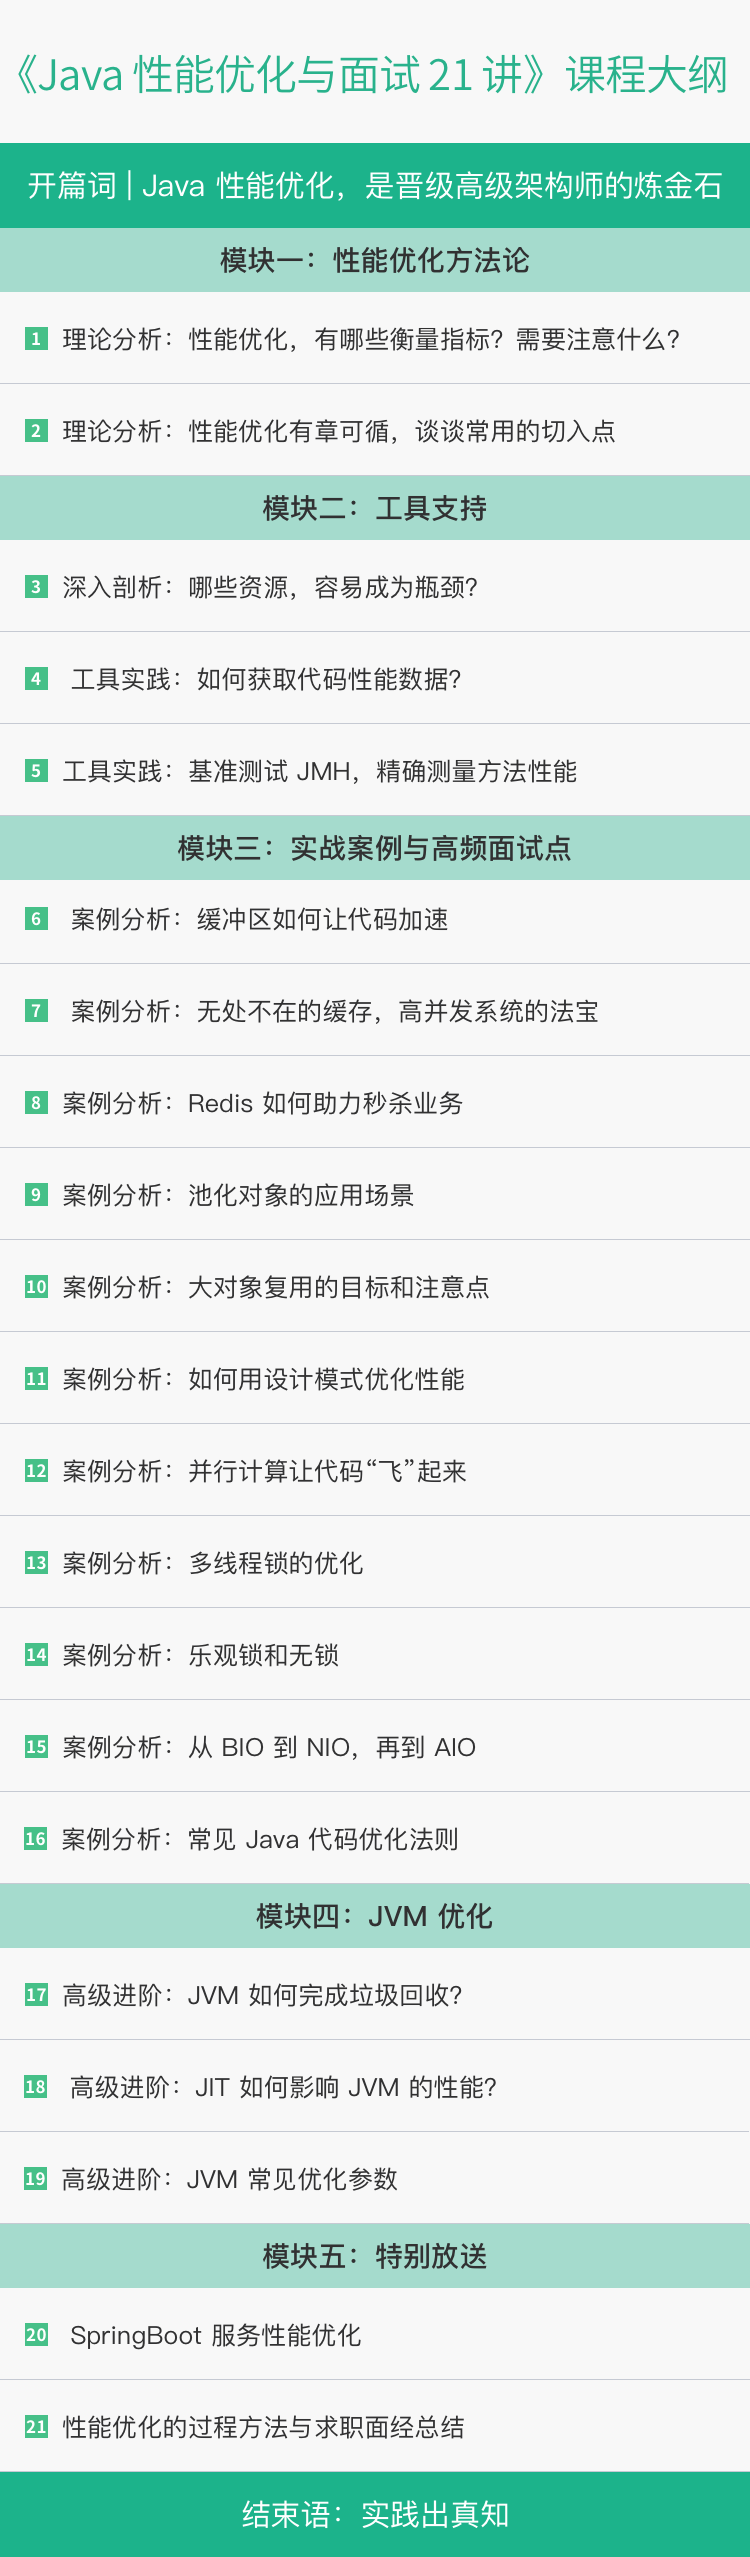 《Java 性能优化与面试 21 讲》课程大纲
开篇词 | Java 性能优化，是晋级高级架构师的炼金石
模块一：性能优化方法论
1 理论分析：性能优化，有哪些衡量指标？需要注意什么？
2 理论分析：性能优化有章可循，谈谈常用的切入点
模块二：工具支持
3 深入剖析：哪些资源，容易成为瓶颈？
4 工具实践：如何获取代码性能数据？
5 工具实践：基准测试 JMH，精确测量方法性能
模块三：实战案例与高频面试点
6 案例分析：缓冲区如何让代码加速
7 案例分析：无处不在的缓存，高并发系统的法宝
8 案例分析：Redis 如何助力秒杀业务
9 案例分析：池化对象的应用场景
10 案例分析：大对象复用的目标和注意点
11 案例分析：如何用设计模式优化性能
12 案例分析：并行计算让代码“飞”起来
13 案例分析：多线程锁的优化
14 案例分析：乐观锁和无锁
15 案例分析：从 BIO 到 NIO，再到 AIO
16 案例分析：常见 Java 代码优化法则
模块四：JVM 优化
17 高级进阶：JVM 如何完成垃圾回收？
18 高级进阶：JIT 如何影响 JVM 的性能？
19 高级进阶：JVM 常见优化参数
模块五：特别放送
20 SpringBoot 服务性能优化
21 性能优化的过程方法与求职面经总结
结束语：实践出真知